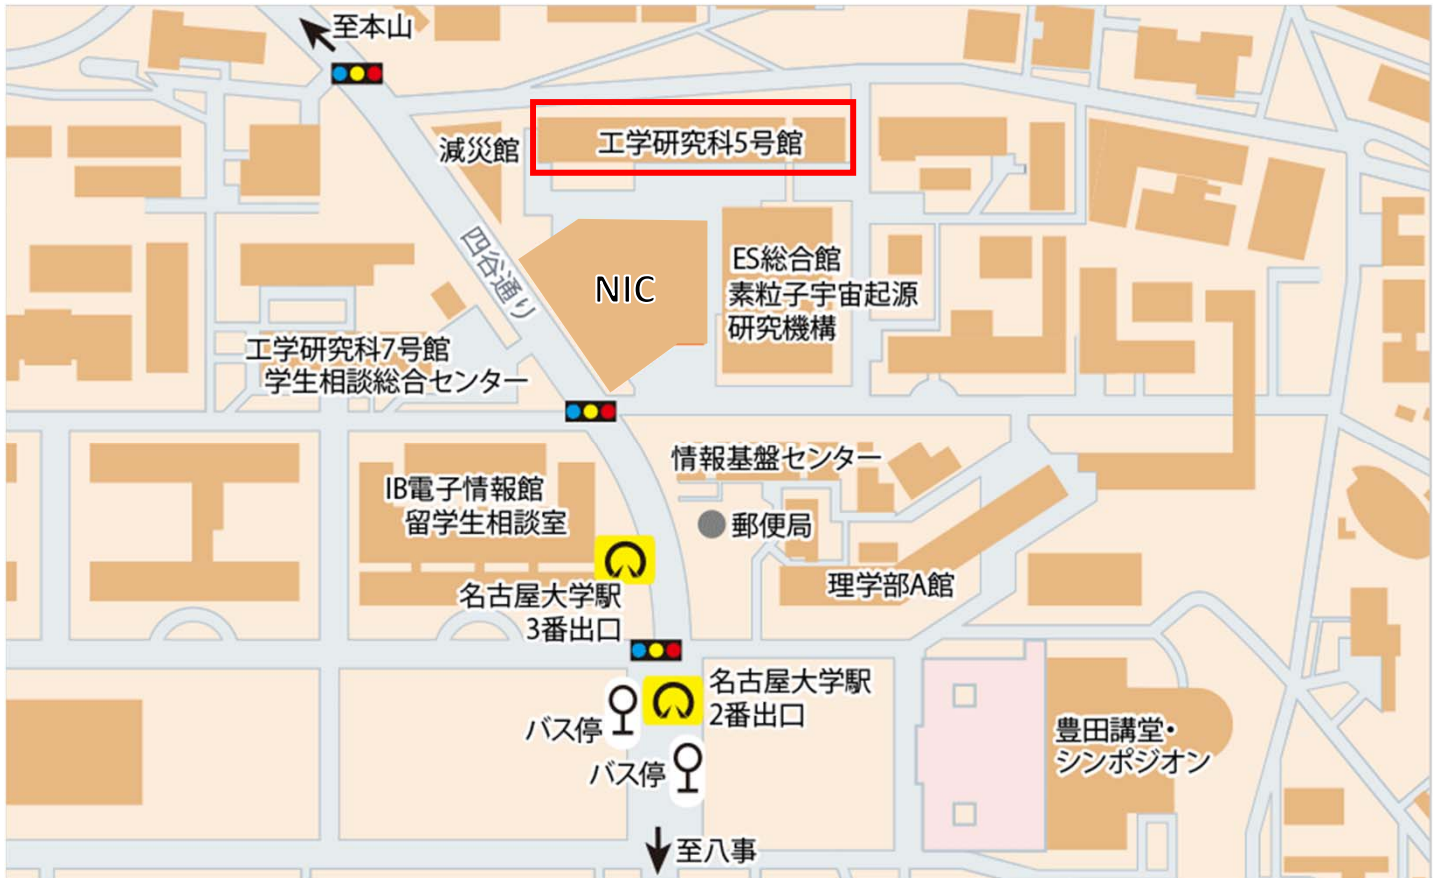 至本山
減災館
工学研究科5号館
四谷通り
NIC
ES総合館
素粒子宇宙起源
研究機構
工学研究科7号館
学生相談総合センター
情報基盤センター
IB電子情報館
留学生相談室
郵便局
理学部A館
名古屋大学駅
3番出口
名古屋大学駅
2番出口
バス停
バス停
豊田講堂・
シンポジオン
至八事